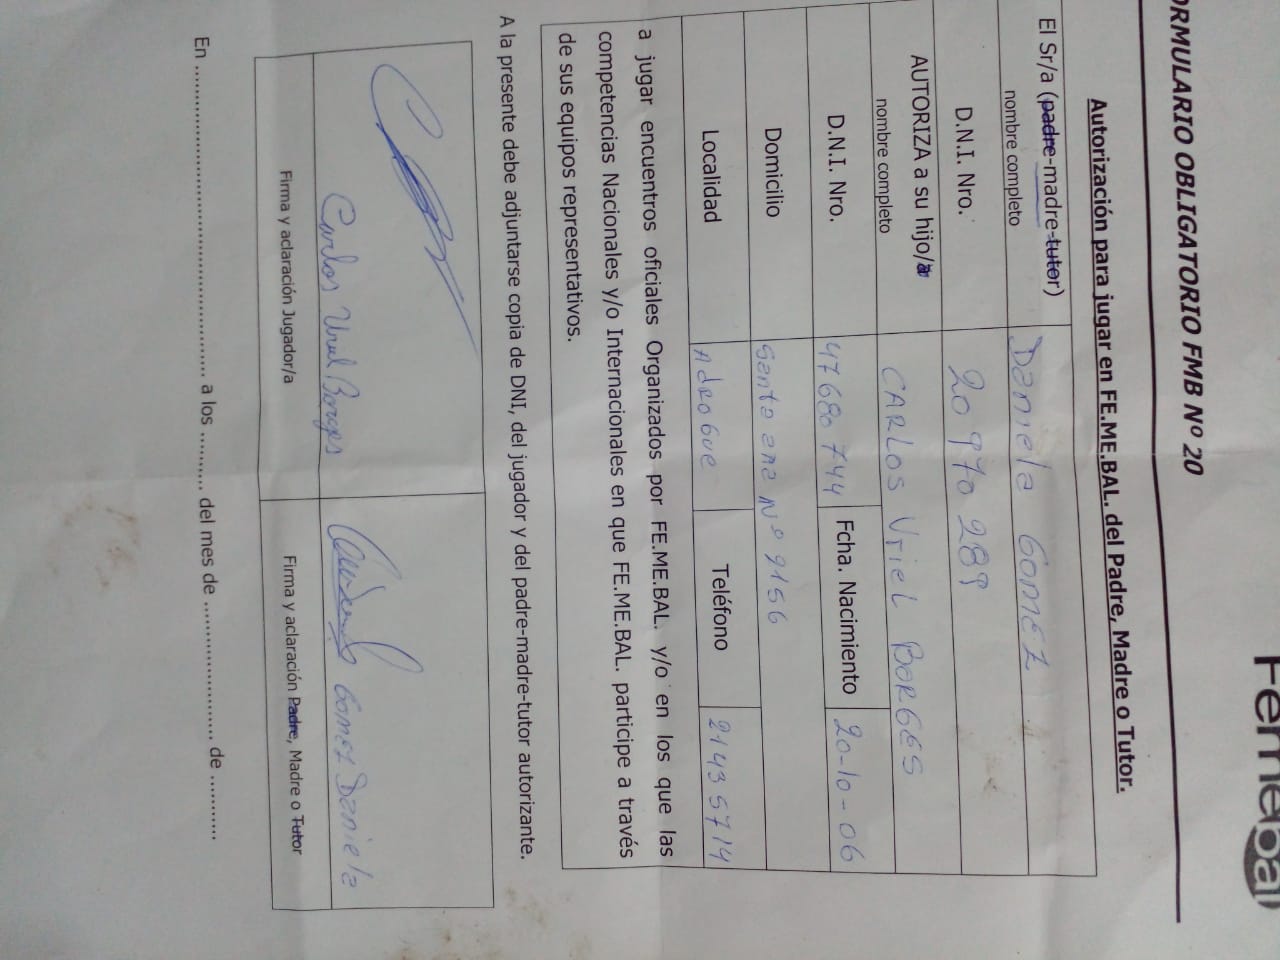 Femebal
ORMULARIO OBLIGATORIO FMB Nº 20
Autorización para jugar en FE.ME.BAL. del Padre, Madre o Tutor.
El Sr/a (padre-madre-tutor) Daniela Gomez
nombre completo
D.N.I. Nro. 20 970 289
AUTORIZA a su hijo/a CARLOS Uriel BORGES
nombre completo
D.N.I. Nro. 47680744 Fcha. Nacimiento 20-10-06
Domicilio Santa ana Nº 9156
Localidad Adrogue Teléfono 21435714
a jugar encuentros oficiales Organizados por FE.ME.BAL. y/o en los que las
competencias Nacionales y/o Internacionales en que FE.ME.BAL. participe a través
de sus equipos representativos.
A la presente debe adjuntarse copia de DNI, del jugador y del padre-madre-tutor autorizante.
Carlos Uriel Borges Gomez Daniela
Firma y aclaración Jugador/a Firma y aclaración Padre, Madre o Tutor
En .................................................. a los .......... del mes de ...................... de ...........